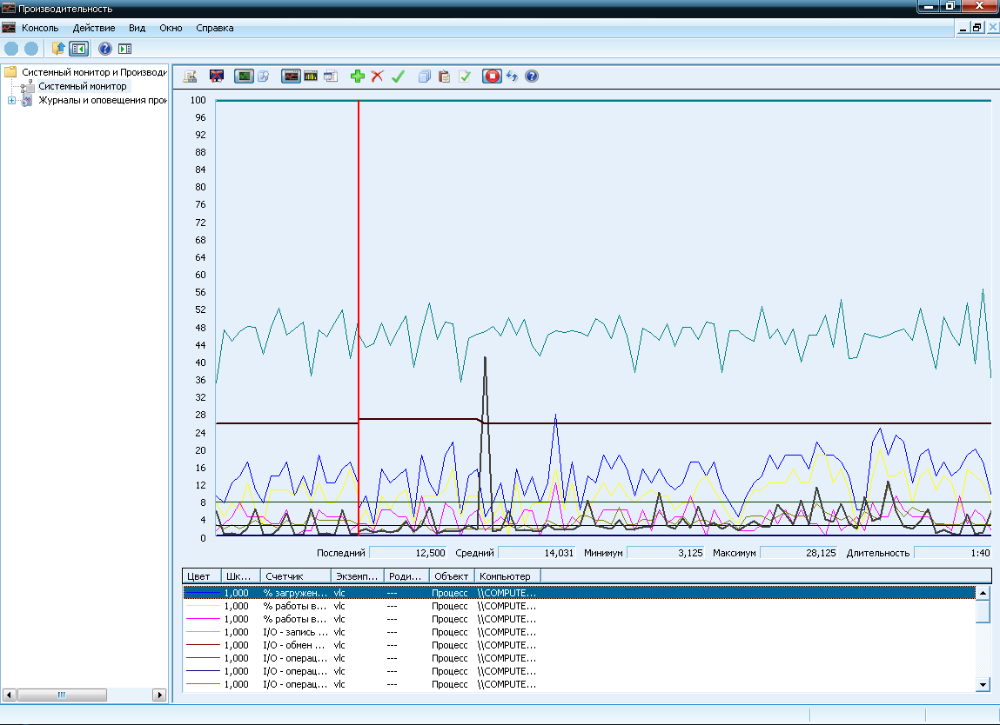 Производительность
Консоль Действие Вид Окно Справка
Системный монитор и Производи
Системный монитор
Журналы и оповещения прои
100
96
92
88
84
80
76
72
68
64
60
56
52
48
44
40
36
32
28
24
20
16
12
8
4
0
Последний 12,500 Средний 14,031 Минимум 3,125 Максимум 28,125 Длительность 1:40
Цвет Шк... Счетчик Экземп... Роди... Объект Компьютер
1,000 % загружен... vlc --- Процесс \\COMPUTE...
1,000 % работы в... vlc --- Процесс \\COMPUTE...
1,000 % работы в... vlc --- Процесс \\COMPUTE...
1,000 I/O - запись ... vlc --- Процесс \\COMPUTE...
1,000 I/O - обмен ... vlc --- Процесс \\COMPUTE...
1,000 I/O - операц... vlc --- Процесс \\COMPUTE...
1,000 I/O - операц... vlc --- Процесс \\COMPUTE...
1,000 I/O - операц... vlc --- Процесс \\COMPUTE...